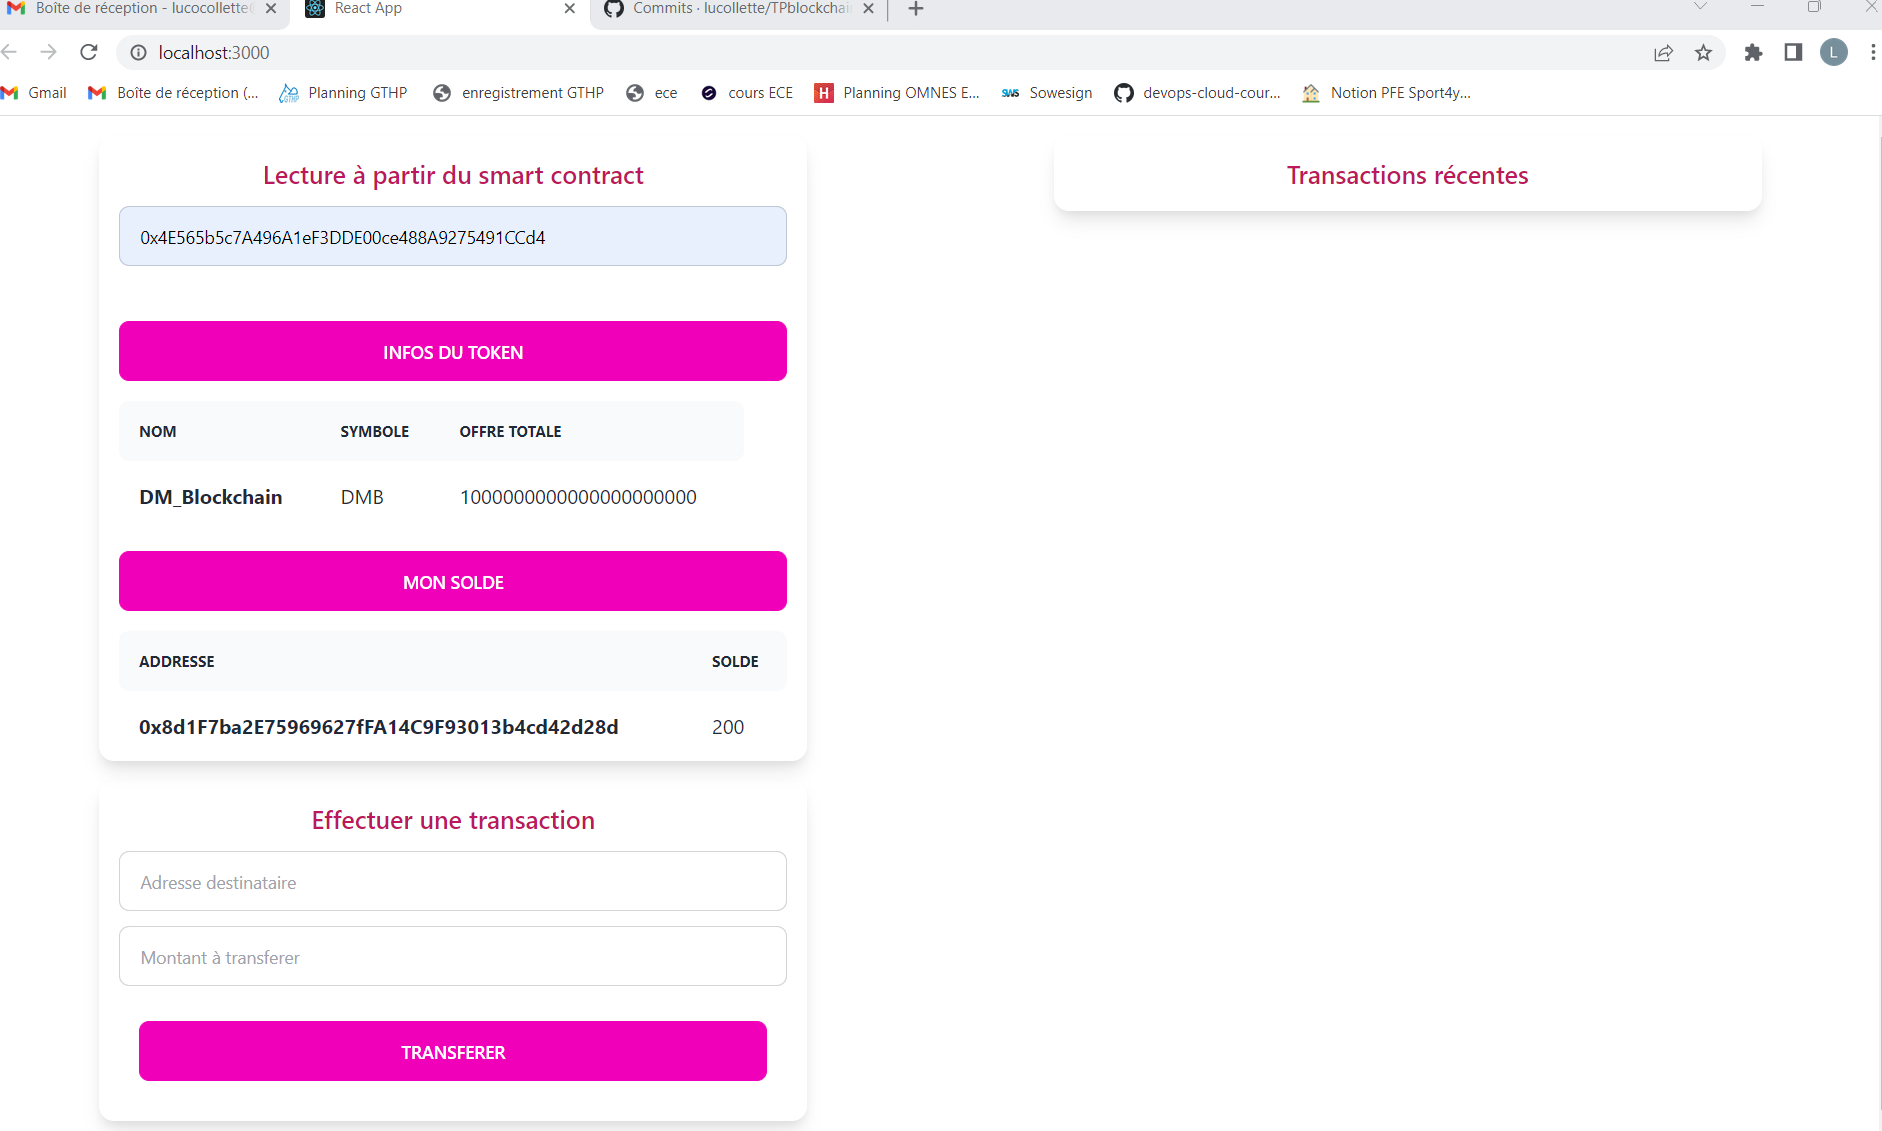 Boîte de réception - lucocollette
React App
Commits · lucollette/TPblockchai
localhost:3000
Gmail
Boîte de réception (...
Planning GTHP
enregistrement GTHP
ece
cours ECE
Planning OMNES E...
Sowesign
devops-cloud-cour...
Notion PFE Sport4y...
L
Lecture à partir du smart contract
0x4E565b5c7A496A1eF3DDE00ce488A9275491CCd4
INFOS DU TOKEN
NOM SYMBOLE OFFRE TOTALE
DM_Blockchain DMB 1000000000000000000000
MON SOLDE
ADDRESSE SOLDE
0x8d1F7ba2E75969627fFA14C9F93013b4cd42d28d 200
Effectuer une transaction
Adresse destinataire
Montant à transferer
TRANSFERER
Transactions récentes